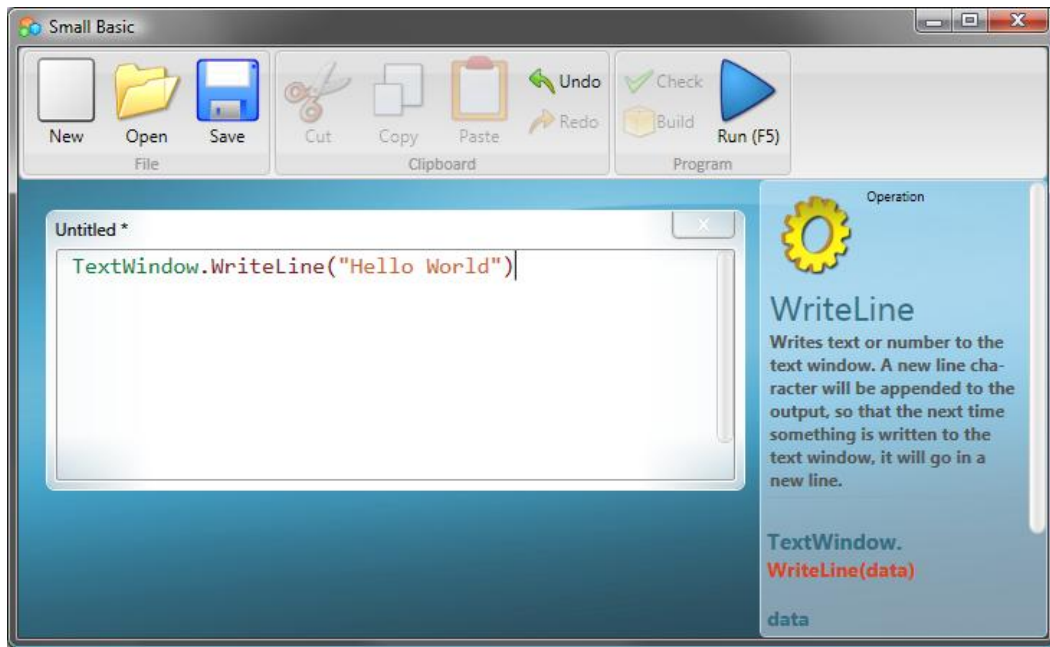 Small Basic
New
Open
Save
File
Cut
Copy
Paste
Undo
Redo
Clipboard
Check
Build
Run (F5)
Program
Untitled *
X
TextWindow.WriteLine("Hello World")
Operation
WriteLine
Writes text or number to the
text window. A new line cha-
racter will be appended to the
output, so that the next time
something is written to the
text window, it will go in a
new line.
TextWindow.
WriteLine(data)
data